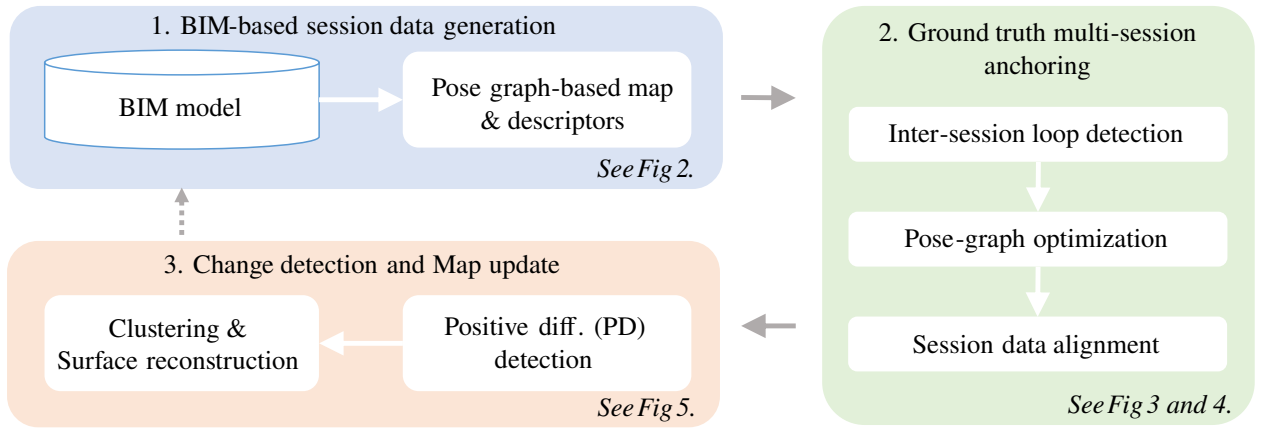 1. BIM-based session data generation
BIM model
Pose graph-based map
& descriptors
See Fig 2.
2. Ground truth multi-session
anchoring
Inter-session loop detection
Pose-graph optimization
Session data alignment
See Fig 3 and 4.
3. Change detection and Map update
Clustering &
Surface reconstruction
Positive diff. (PD)
detection
See Fig 5.